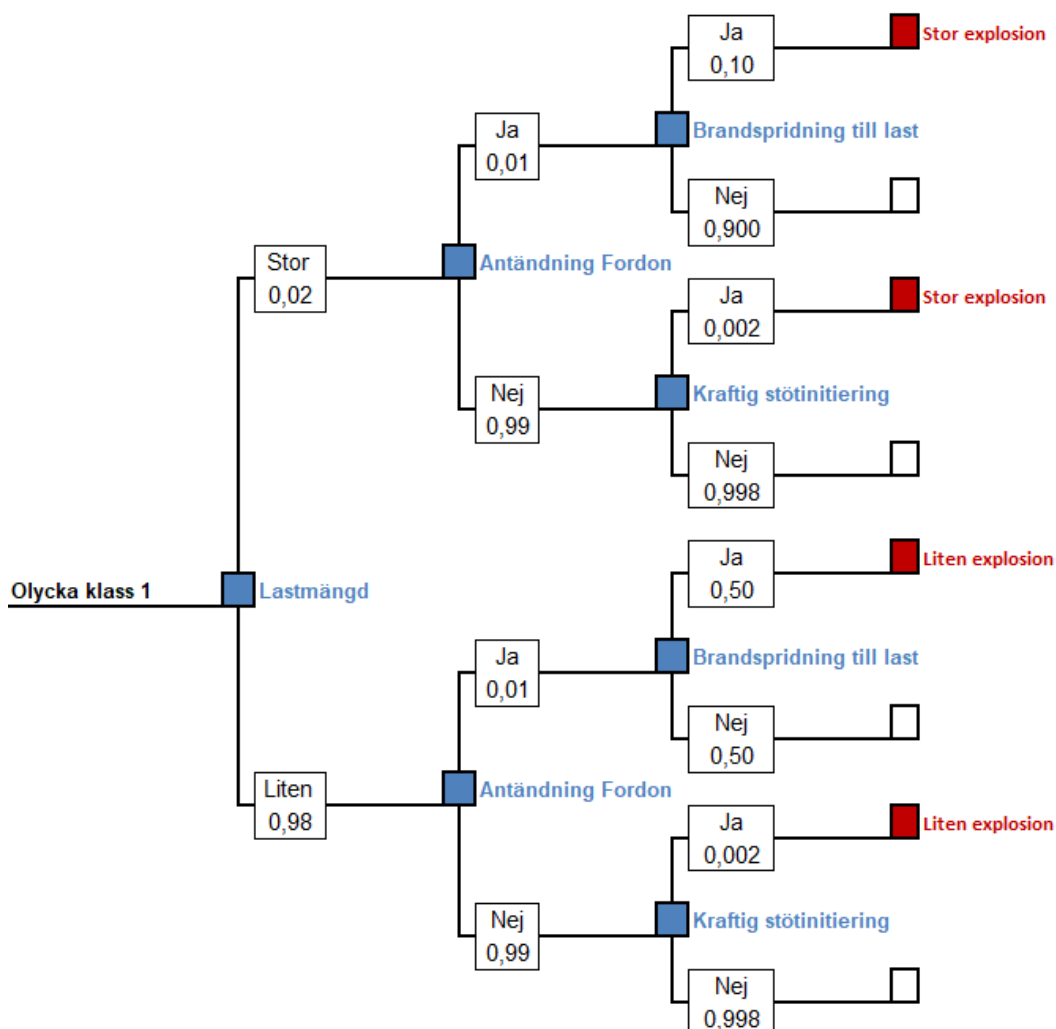 Ja
0,10
Stor explosion
Brandspridning till last
Ja
0,01
Nej
0,900
Antändning Fordon
Stor
0,02
Ja
0,002
Stor explosion
Kraftig stötinitiering
Nej
0,99
Nej
0,998
Olycka klass 1
Lastmängd
Ja
0,50
Liten explosion
Brandspridning till last
Ja
0,01
Nej
0,50
Antändning Fordon
Liten
0,98
Ja
0,002
Liten explosion
Kraftig stötinitiering
Nej
0,99
Nej
0,998